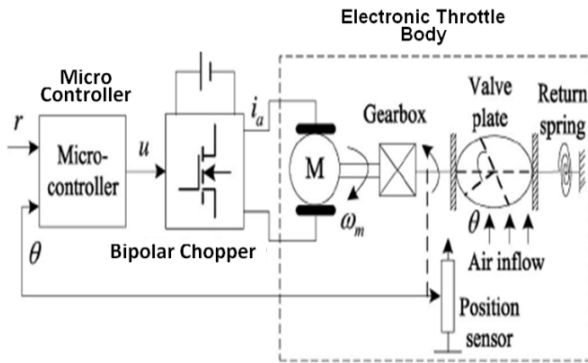 Electronic Throttle
Body
Micro
Controller
r
Micro-
controller
u
θ
i_a
Bipolar Chopper
M
ω_m
Gearbox
Valve
plate
Return
spring
θ
Air inflow
Position
sensor